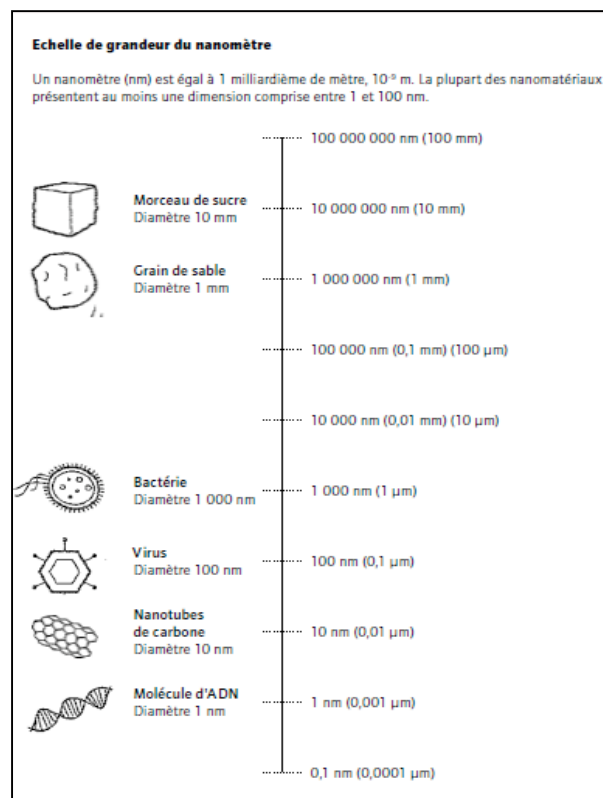 Echelle de grandeur du nanomètre
Un nanomètre (nm) est égal à 1 milliardième de mètre, 10⁻⁹ m. La plupart des nanomatériaux
présentent au moins une dimension comprise entre 1 et 100 nm.
100 000 000 nm (100 mm)
Morceau de sucre
Diamètre 10 mm
10 000 000 nm (10 mm)
Grain de sable
Diamètre 1 mm
1 000 000 nm (1 mm)
100 000 nm (0,1 mm) (100 µm)
10 000 nm (0,01 mm) (10 µm)
Bactérie
Diamètre 1 000 nm
1 000 nm (1 µm)
Virus
Diamètre 100 nm
100 nm (0,1 µm)
Nanotubes
de carbone
Diamètre 10 nm
10 nm (0,01 µm)
Molécule d'ADN
Diamètre 1 nm
1 nm (0,001 µm)
0,1 nm (0,0001 µm)